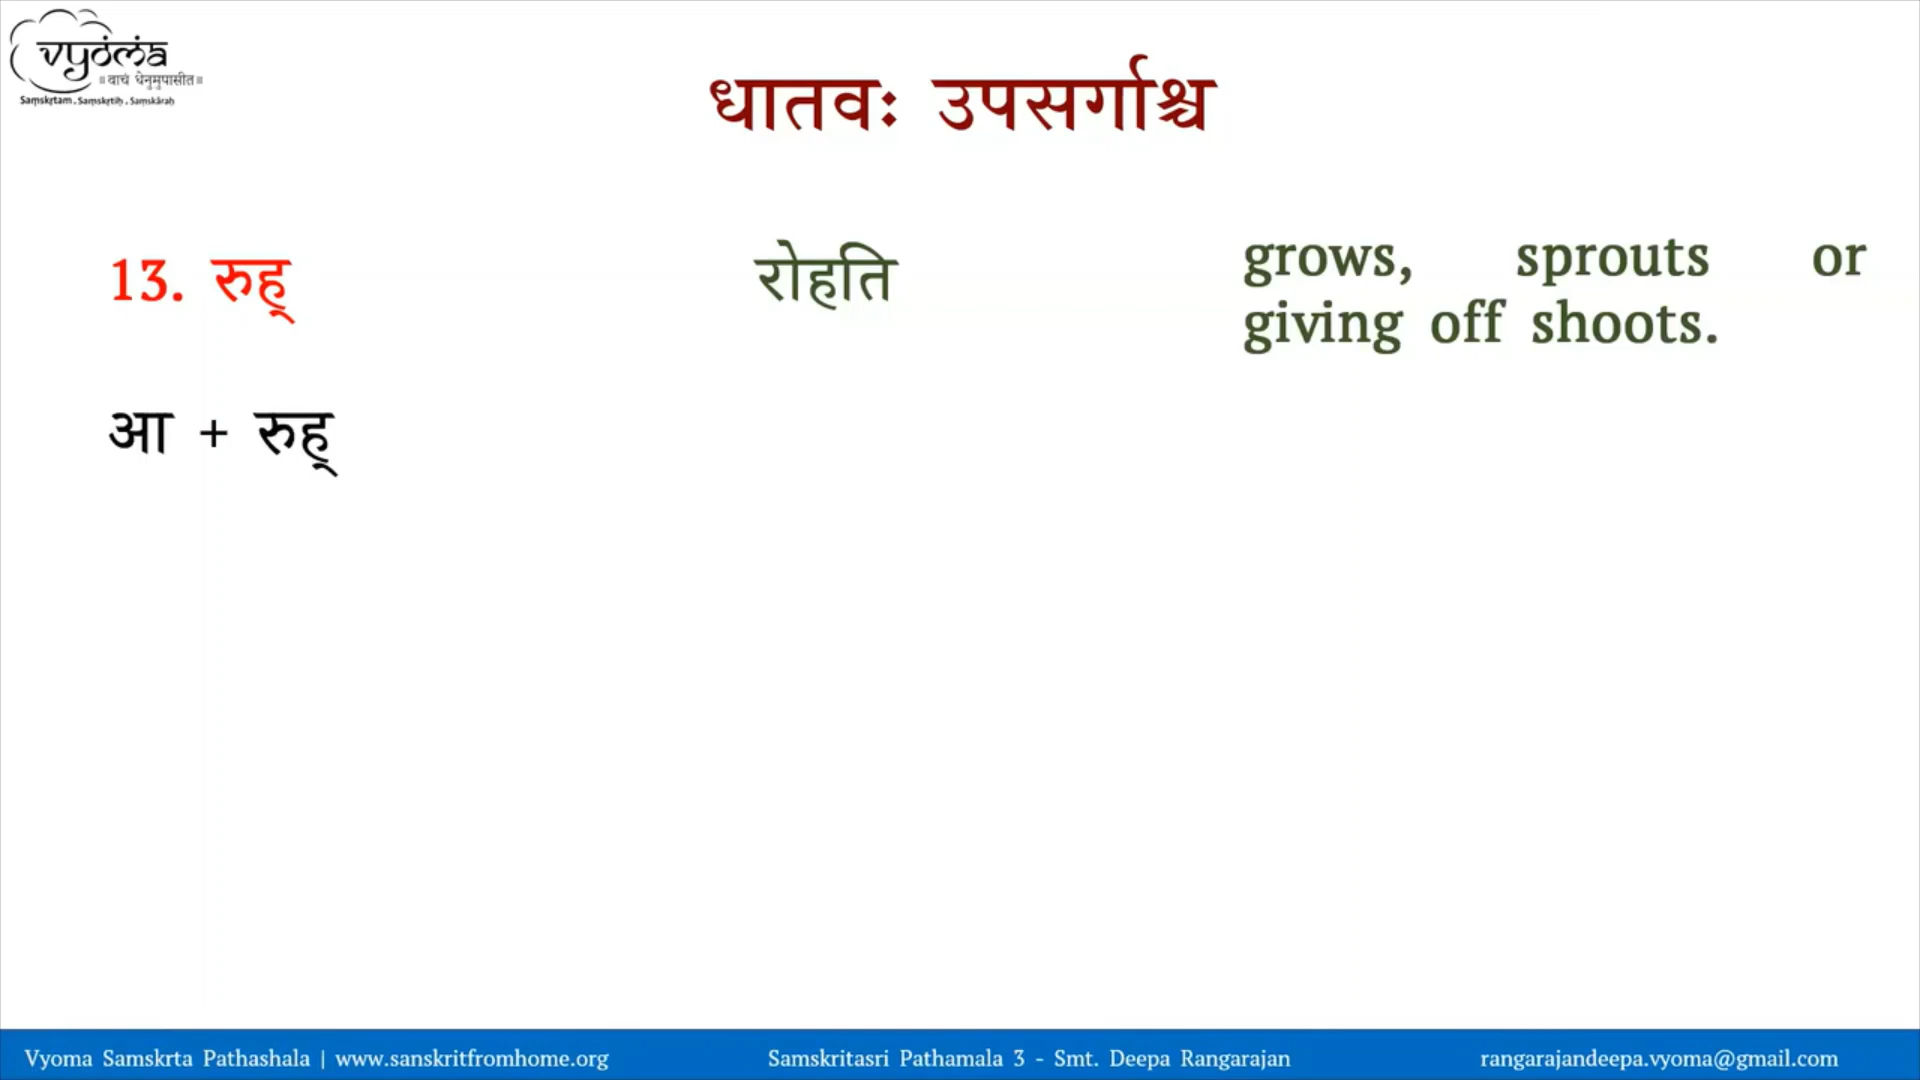 vyoma
॥वाचं धेनुमुपासीत॥
Saṃskṛtam . Saṃskṛtiḥ . Saṃskāraḥ
धातवः उपसर्गाश्च
13. रुह् रोहति grows, sprouts or
giving off shoots.
आ + रुह्
Vyoma Samskrta Pathashala | www.sanskritfromhome.org Samskritasri Pathamala 3 - Smt. Deepa Rangarajan rangarajandeepa.vyoma@gmail.com